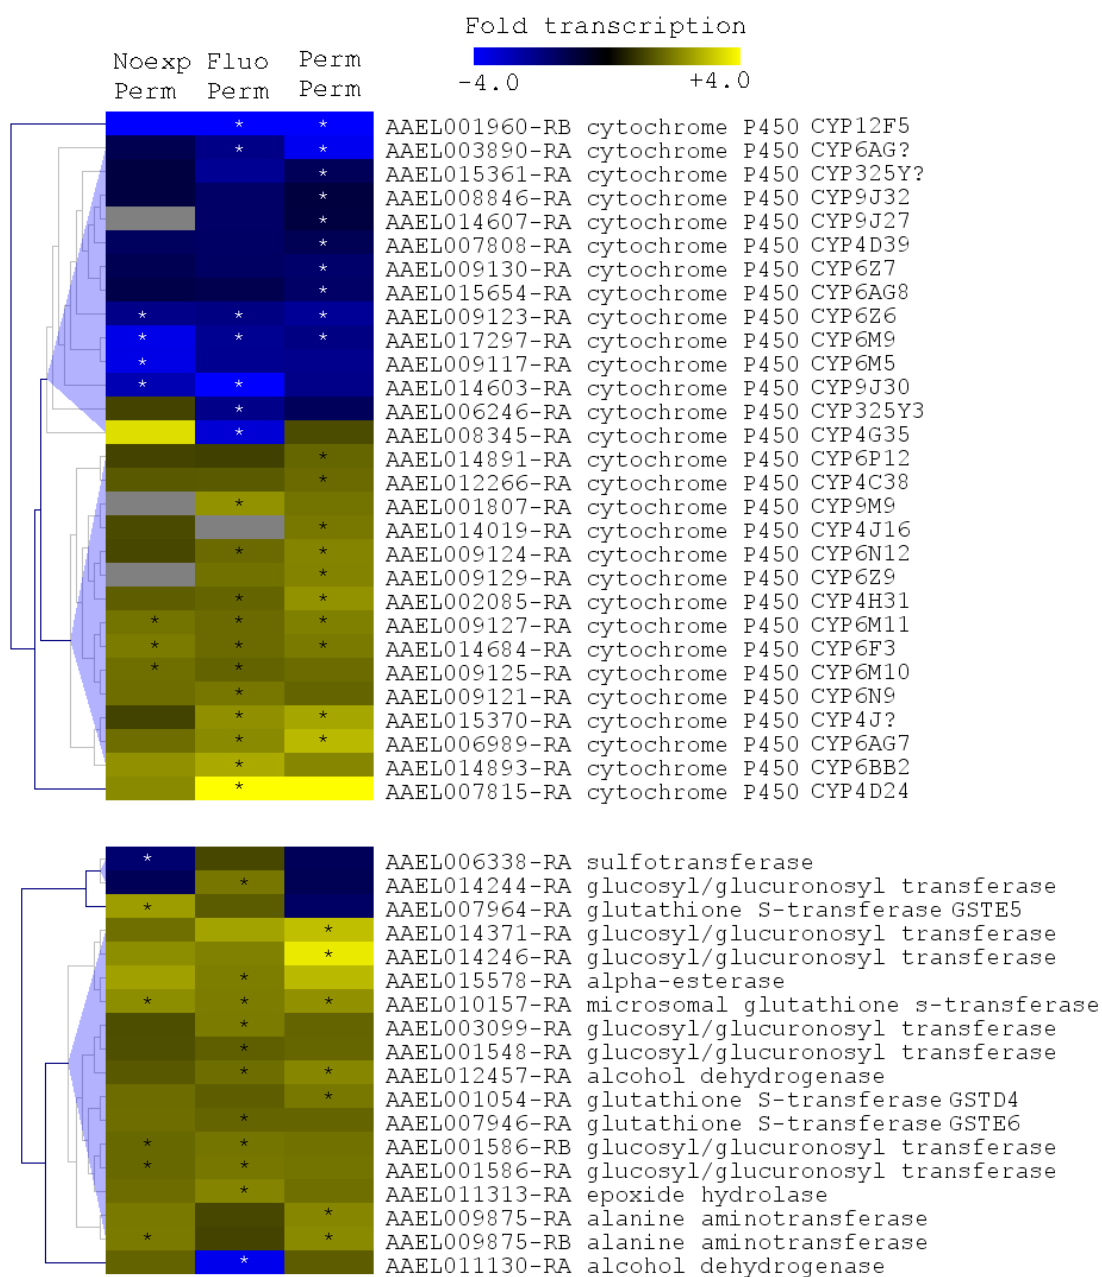 Fold transcription
-4.0 +4.0
Noexp Fluo Perm
Perm Perm Perm
* * AAEL001960-RB cytochrome P450 CYP12F5
* * AAEL003890-RA cytochrome P450 CYP6AG?
* AAEL015361-RA cytochrome P450 CYP325Y?
* AAEL008846-RA cytochrome P450 CYP9J32
* AAEL014607-RA cytochrome P450 CYP9J27
* AAEL007808-RA cytochrome P450 CYP4D39
* AAEL009130-RA cytochrome P450 CYP6Z7
* AAEL015654-RA cytochrome P450 CYP6AG8
* * * AAEL009123-RA cytochrome P450 CYP6Z6
* * * AAEL017297-RA cytochrome P450 CYP6M9
* AAEL009117-RA cytochrome P450 CYP6M5
* * AAEL014603-RA cytochrome P450 CYP9J30
* AAEL006246-RA cytochrome P450 CYP325Y3
* AAEL008345-RA cytochrome P450 CYP4G35
* AAEL014891-RA cytochrome P450 CYP6P12
* AAEL012266-RA cytochrome P450 CYP4C38
* AAEL001807-RA cytochrome P450 CYP9M9
* AAEL014019-RA cytochrome P450 CYP4J16
* * AAEL009124-RA cytochrome P450 CYP6N12
* AAEL009129-RA cytochrome P450 CYP6Z9
* * AAEL002085-RA cytochrome P450 CYP4H31
* * * AAEL009127-RA cytochrome P450 CYP6M11
* * * AAEL014684-RA cytochrome P450 CYP6F3
* * AAEL009125-RA cytochrome P450 CYP6M10
* AAEL009121-RA cytochrome P450 CYP6N9
* * AAEL015370-RA cytochrome P450 CYP4J?
* * AAEL006989-RA cytochrome P450 CYP6AG7
* AAEL014893-RA cytochrome P450 CYP6BB2
* AAEL007815-RA cytochrome P450 CYP4D24
* AAEL006338-RA sulfotransferase
* AAEL014244-RA glucosyl/glucuronosyl transferase
* AAEL007964-RA glutathione S-transferase GSTE5
* AAEL014371-RA glucosyl/glucuronosyl transferase
* AAEL014246-RA glucosyl/glucuronosyl transferase
* AAEL015578-RA alpha-esterase
* * * AAEL010157-RA microsomal glutathione s-transferase
* AAEL003099-RA glucosyl/glucuronosyl transferase
* AAEL001548-RA glucosyl/glucuronosyl transferase
* * AAEL012457-RA alcohol dehydrogenase
* AAEL001054-RA glutathione S-transferase GSTD4
* AAEL007946-RA glutathione S-transferase GSTE6
* * AAEL001586-RB glucosyl/glucuronosyl transferase
* * AAEL001586-RA glucosyl/glucuronosyl transferase
* AAEL011313-RA epoxide hydrolase
* AAEL009875-RA alanine aminotransferase
* * AAEL009875-RB alanine aminotransferase
* AAEL011130-RA alcohol dehydrogenase